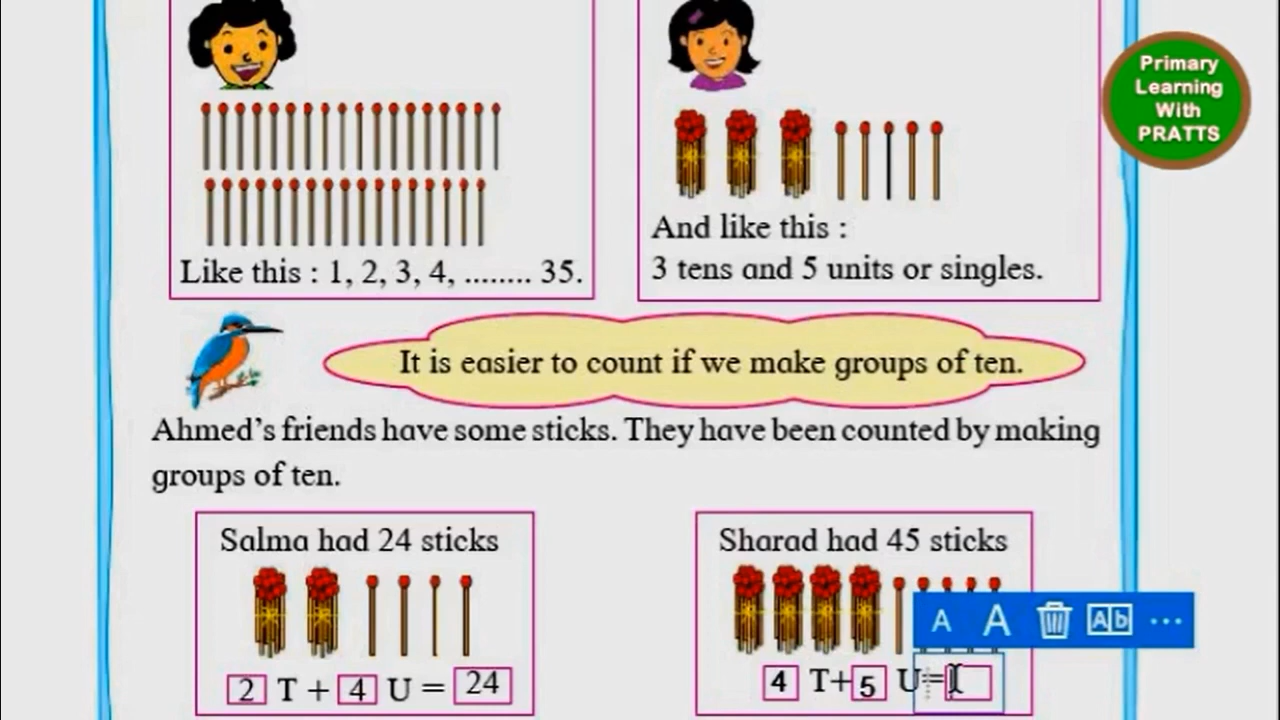 Primary
Learning
With
PRATTS
Like this : 1, 2, 3, 4, ........ 35.
And like this :
3 tens and 5 units or singles.
It is easier to count if we make groups of ten.
Ahmed's friends have some sticks. They have been counted by making
groups of ten.
Salma had 24 sticks
2 T + 4 U = 24
Sharad had 45 sticks
A A Ab ...
4 T+ 5 U=